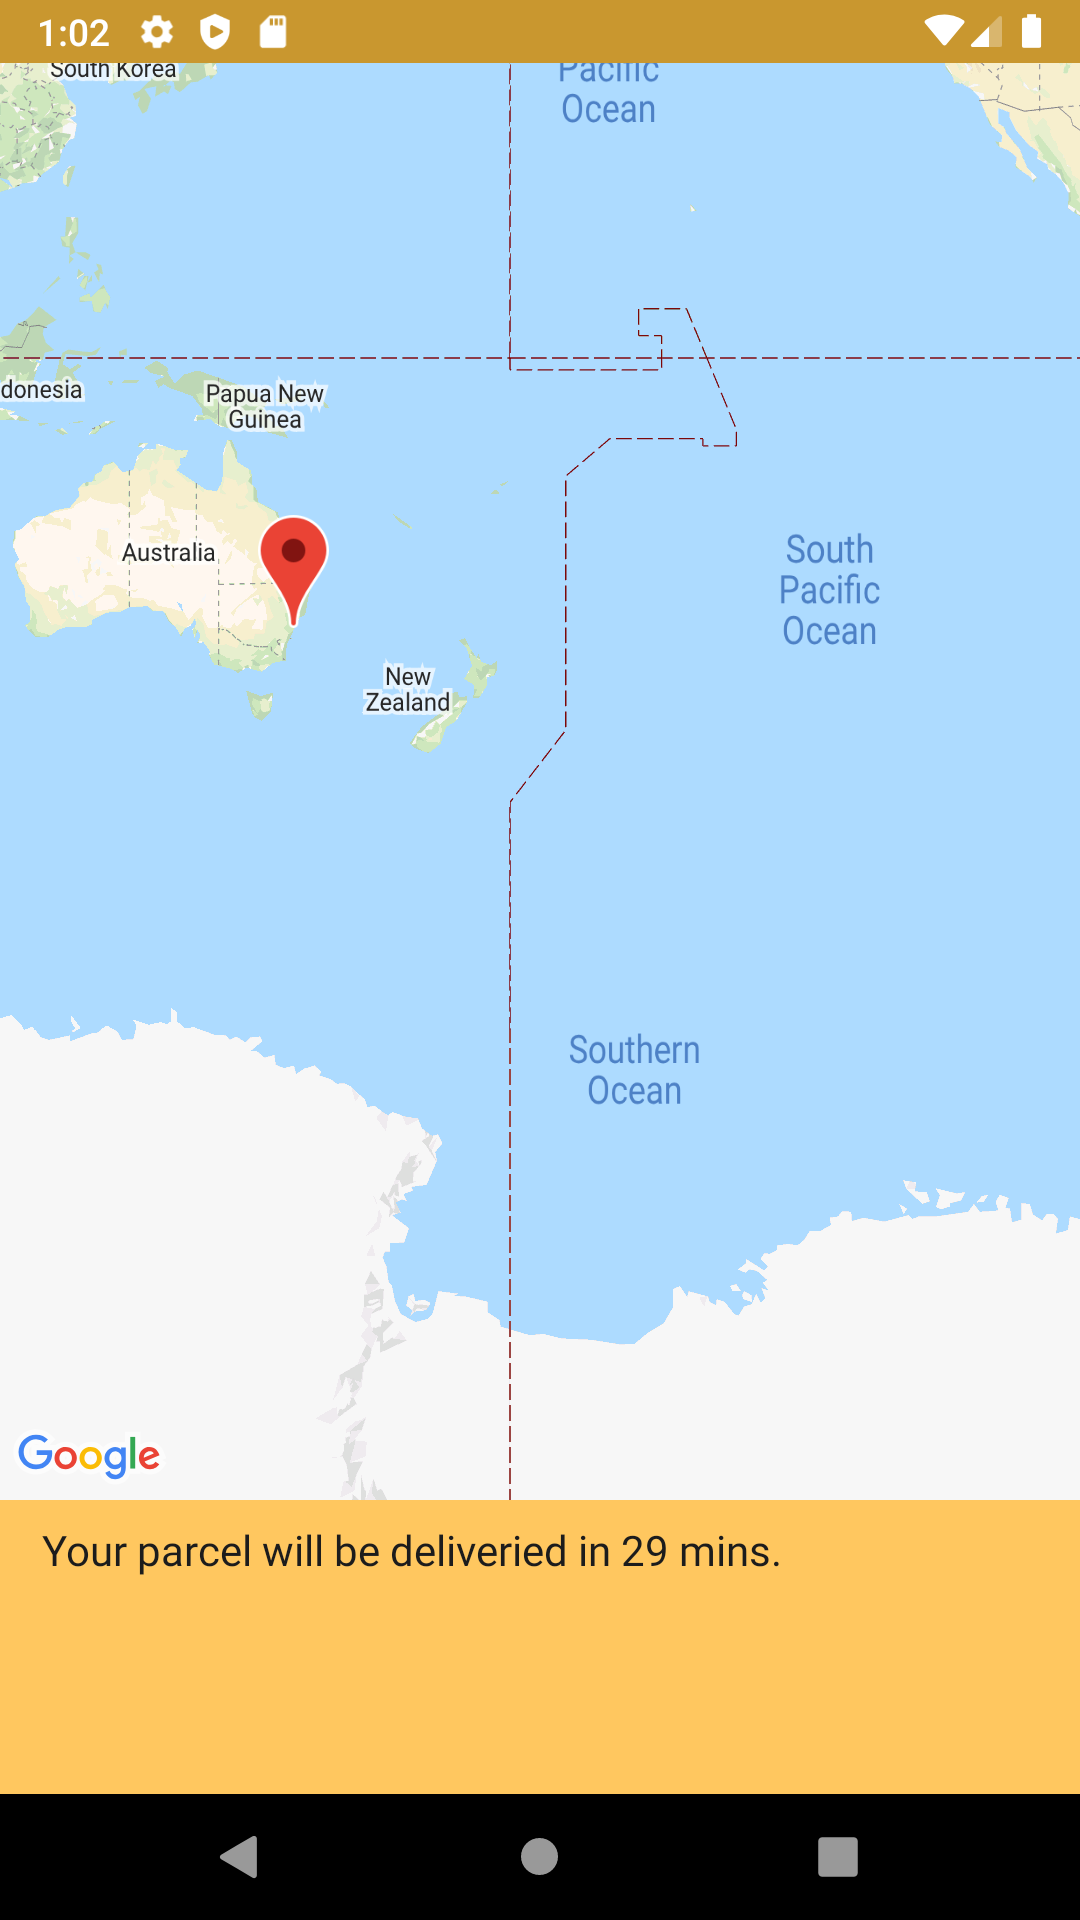 1:02
South Korea
Pacific
Ocean
donesia
Papua New
Guinea
Australia
South
Pacific
Ocean
New
Zealand
Southern
Ocean
Google
Your parcel will be deliveried in 29 mins.